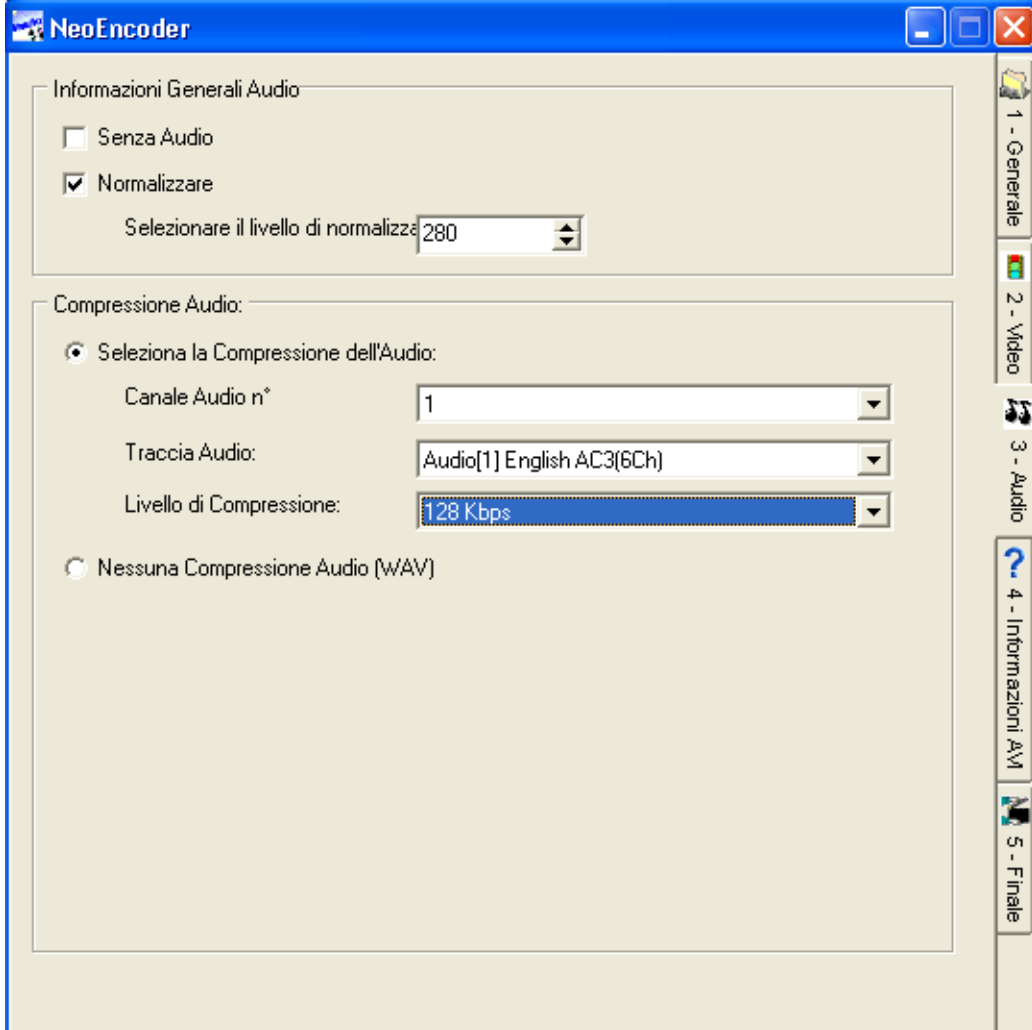 NeoEncoder
Informazioni Generali Audio
Senza Audio
Normalizzare
Selezionare il livello di normalizza
280
Compressione Audio:
Seleziona la Compressione dell'Audio:
Canale Audio n°
1
Traccia Audio:
Audio[1] English AC3(6Ch)
Livello di Compressione:
128 Kbps
Nessuna Compressione Audio (WAV)
1 - Generale
2 - Video
3 - Audio
4 - Informazioni AVI
5 - Finale